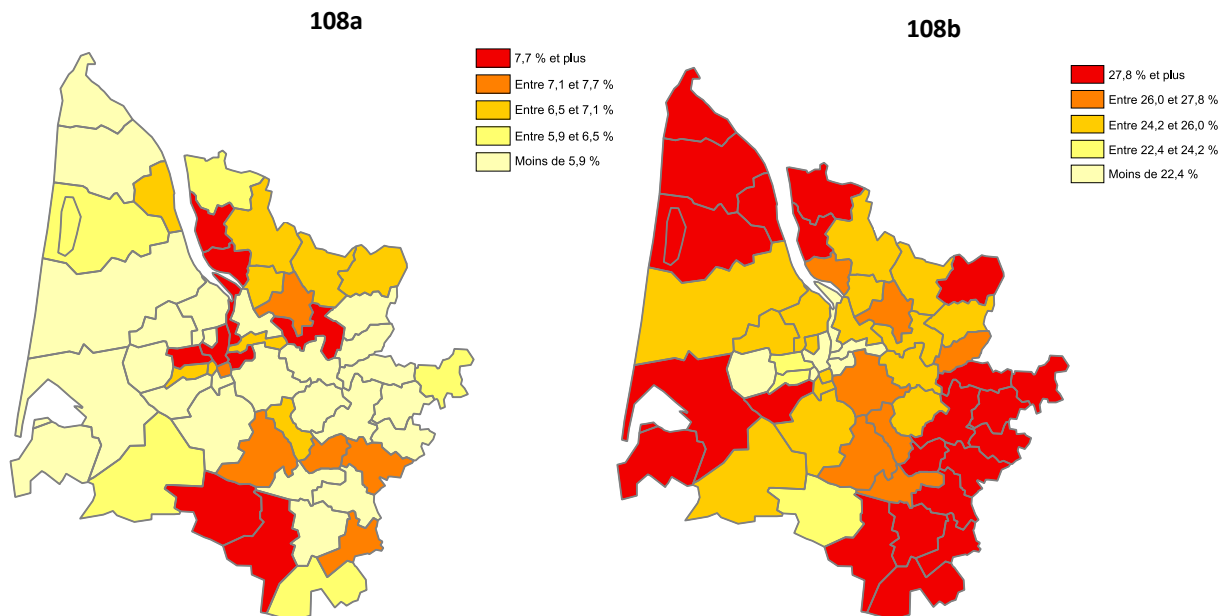 108a
7,7 % et plus
Entre 7,1 et 7,7 %
Entre 6,5 et 7,1 %
Entre 5,9 et 6,5 %
Moins de 5,9 %
108b
27,8 % et plus
Entre 26,0 et 27,8 %
Entre 24,2 et 26,0 %
Entre 22,4 et 24,2 %
Moins de 22,4 %